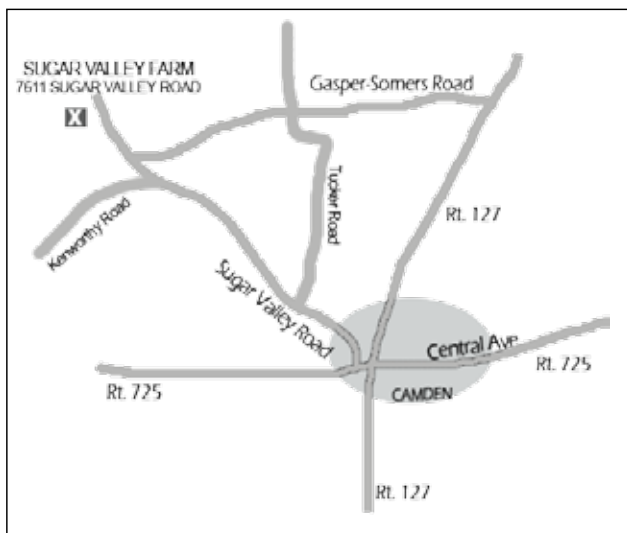 SUGAR VALLEY FARM
7611 SUGAR VALLEY ROAD
X
Gasper-Somers Road
Tucker Road
Rt. 127
Kenworthy Road
Sugar Valley Road
Central Ave
Rt. 725
Rt. 725
CAMDEN
Rt. 127